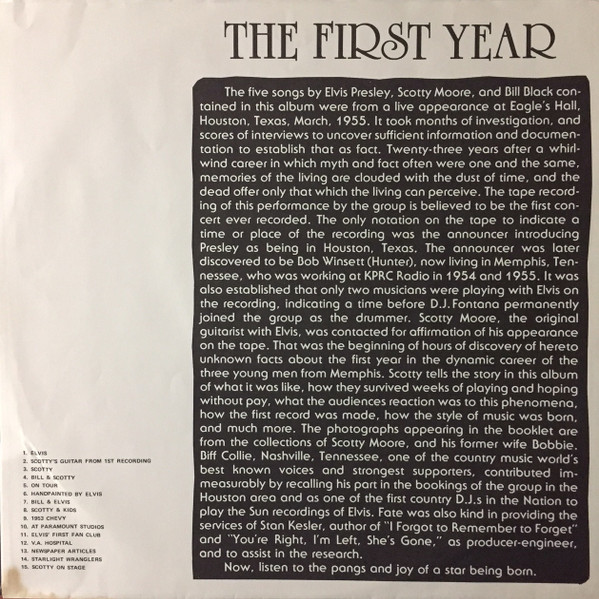 THE FIRST YEAR
The five songs by Elvis Presley, Scotty Moore, and Bill Black con-
tained in this album were from a live appearance at Eagle's Hall,
Houston, Texas, March, 1955. It took months of investigation, and
scores of interviews to uncover sufficient information and documen-
tation to establish that as fact. Twenty-three years after a whirl-
wind career in which myth and fact often were one and the same,
memories of the living are clouded with the dust of time, and the
dead offer only that which the living can perceive. The tape record-
ing of this performance by the group is believed to be the first con-
cert ever recorded. The only notation on the tape to indicate a
time or place of the recording was the announcer introducing
Presley as being in Houston, Texas. The announcer was later
discovered to be Bob Winsett (Hunter), now living in Memphis, Ten-
nessee, who was working at KPRC Radio in 1954 and 1955. It was
also established that only two musicians were playing with Elvis on
the recording, indicating a time before D.J. Fontana permanently
joined the group as the drummer. Scotty Moore, the original
guitarist with Elvis, was contacted for affirmation of his appearance
on the tape. That was the beginning of hours of discovery of hereto
unknown facts about the first year in the dynamic career of the
three young men from Memphis. Scotty tells the story in this album
of what it was like, how they survived weeks of playing and hoping
without pay, what the audiences reaction was to this phenomena,
how the first record was made, how the style of music was born,
and much more. The photographs appearing in the booklet are
from the collections of Scotty Moore, and his former wife Bobbie.
Biff Collie, Nashville, Tennessee, one of the country music world's
best known voices and strongest supporters, contributed im-
measurably by recalling his part in the bookings of the group in the
Houston area and as one of the first country D.J.s in the Nation to
play the Sun recordings of Elvis. Fate was also kind in providing the
services of Stan Kesler, author of "I Forgot to Remember to Forget"
and "You're Right, I'm Left, She's Gone," as producer-engineer,
and to assist in the research.
Now, listen to the pangs and joy of a star being born.
1. ELVIS
2. SCOTTY'S GUITAR FROM 1ST RECORDING
3. SCOTTY
4. BILL & SCOTTY
5. ON TOUR
6. HANDPAINTED BY ELVIS
7. BILL & ELVIS
8. SCOTTY & KIDS
9. 1952 CHEVY
10. AT PARAMOUNT STUDIOS
11. ELVIS' FIRST FAN CLUB
12. V.A. HOSPITAL
13. NEWSPAPER ARTICLES
14. STARLIGHT WRANGLERS
15. SCOTTY ON STAGE